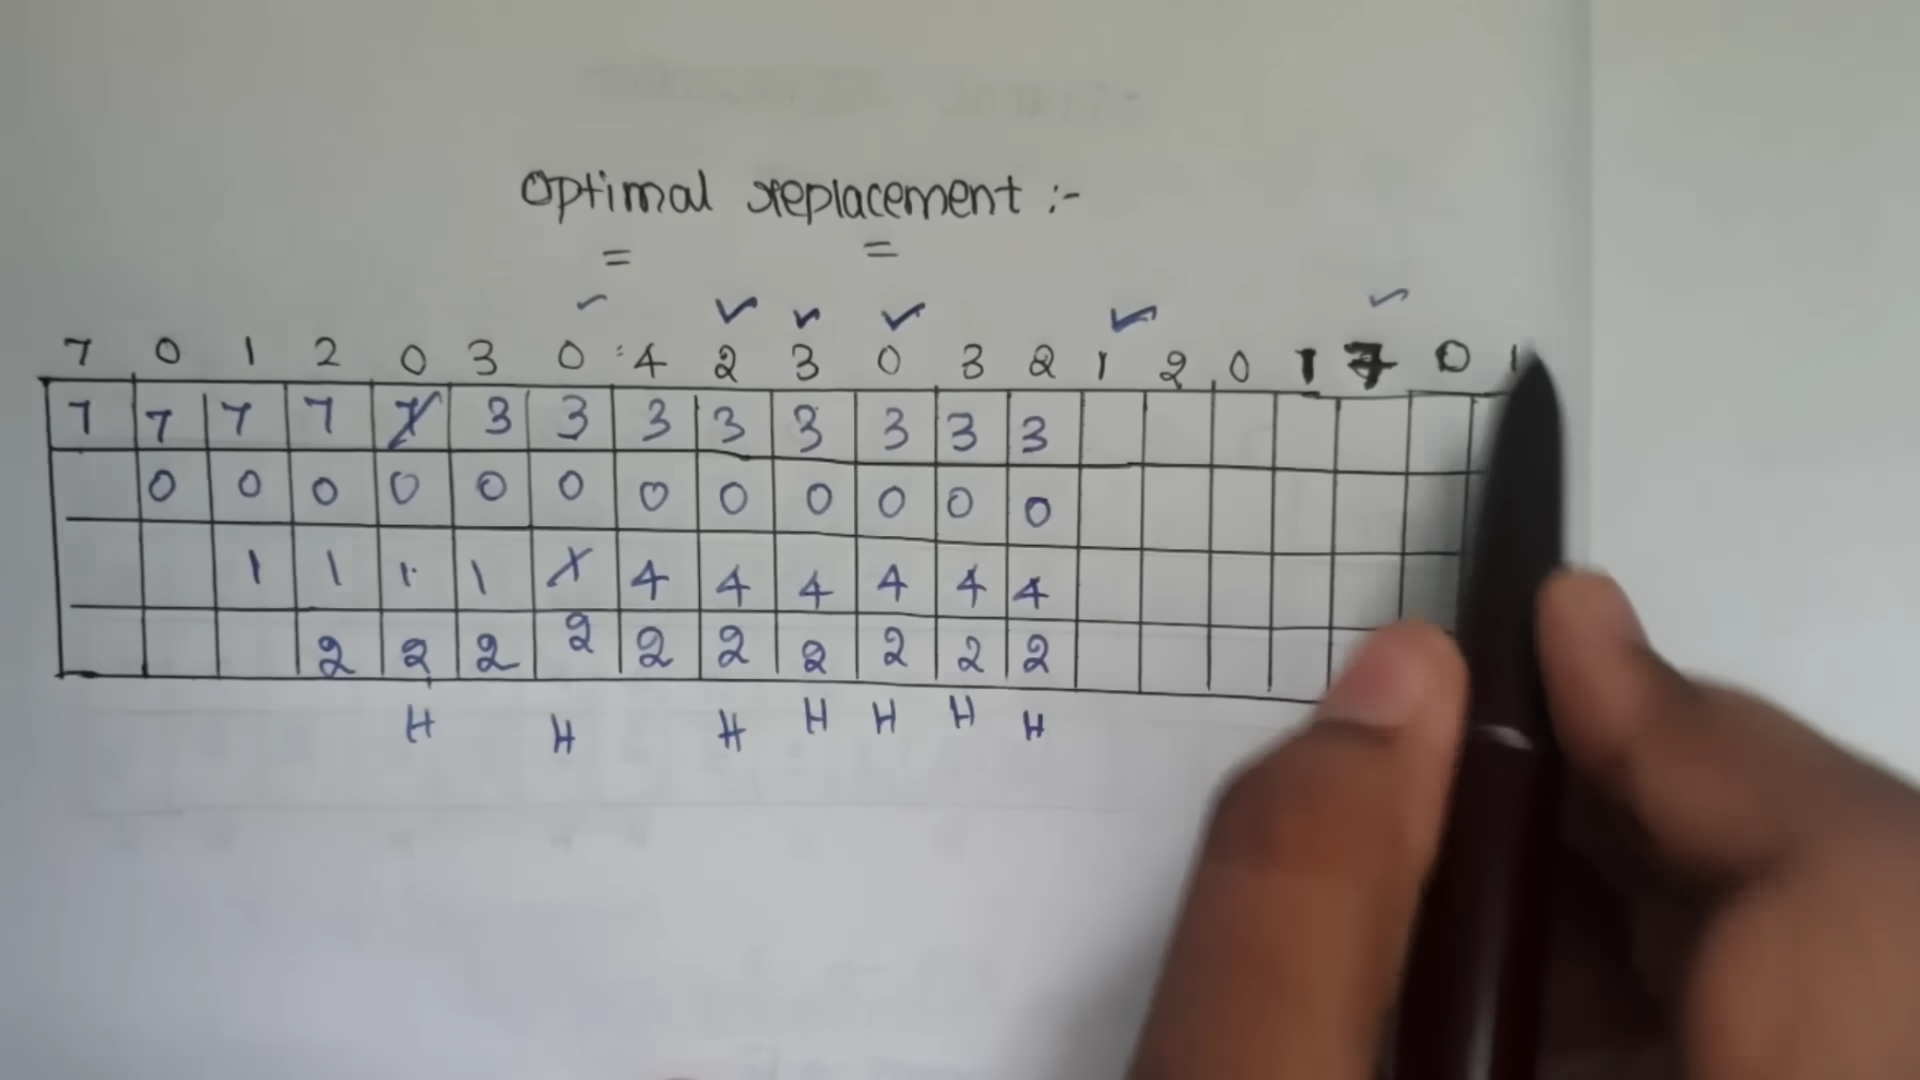 Optimal replacement :-
= =
7 0 1 2 0 3 0 4 2 3 0 3 2 1 2 0 1 7 0 1
7 7 7 7 7 3 3 3 3 3 3 3 3
0 0 0 0 0 0 0 0 0 0 0 0
1 1 1 1 1 4 4 4 4 4 4
2 2 2 2 2 2 2 2 2 2
H H H H H H H